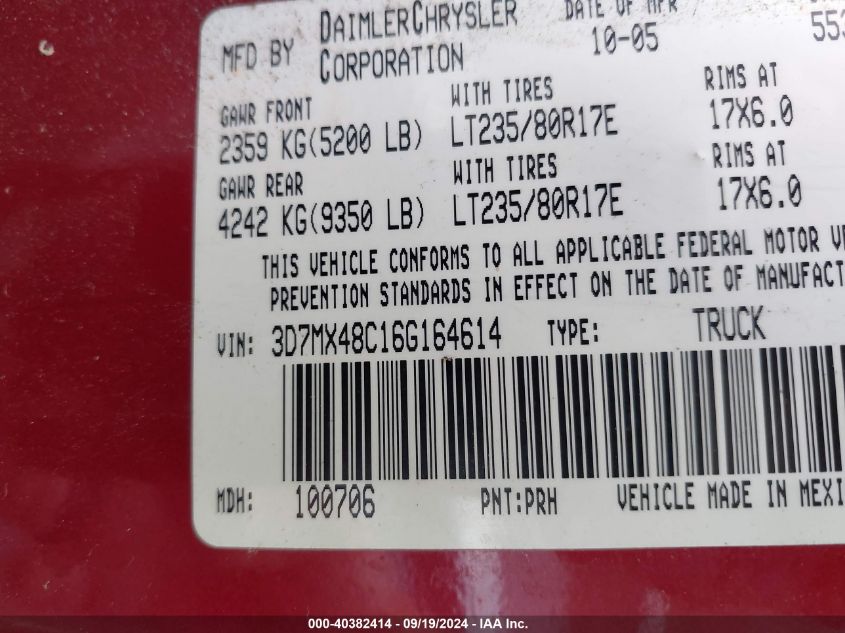 MFD BY DAIMLERCHRYSLER CORPORATION
DATE OF MFR
10-05
GAWR FRONT WITH TIRES RIMS AT
2359 KG(5200 LB) LT235/80R17E 17X6.0
GAWR REAR WITH TIRES RIMS AT
4242 KG(9350 LB) LT235/80R17E 17X6.0
THIS VEHICLE CONFORMS TO ALL APPLICABLE FEDERAL MOTOR VE
PREVENTION STANDARDS IN EFFECT ON THE DATE OF MANUFACT
VIN: 3D7MX48C16G164614 TYPE: TRUCK
MDH: 100706 PNT:PRH VEHICLE MADE IN MEXI
000-40382414 - 09/19/2024 - IAA Inc.